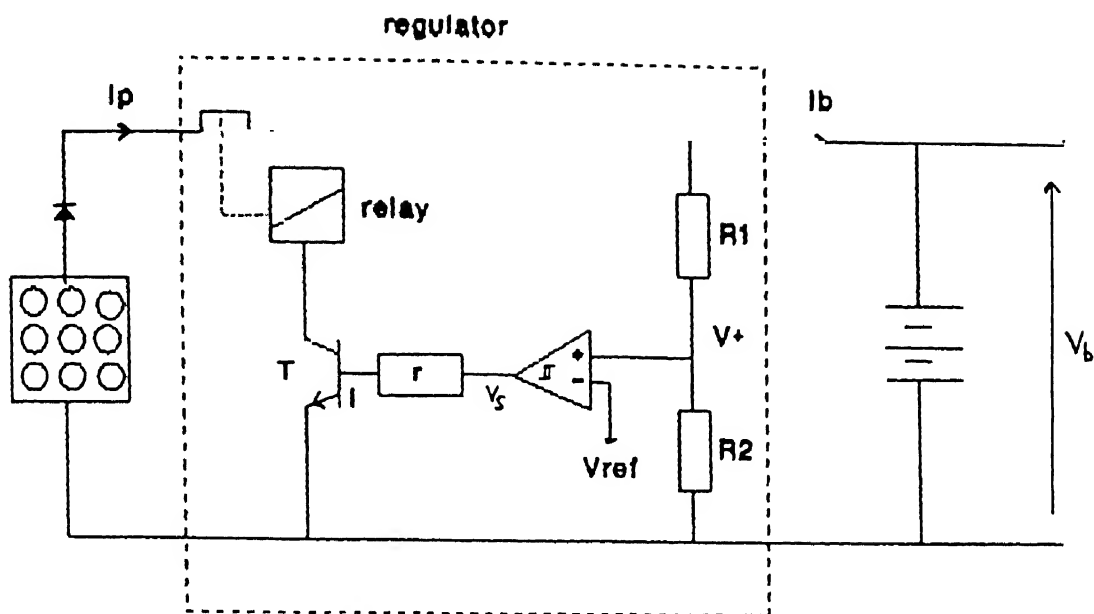 regulator
Ip
Ib
relay
R1
V+
T
I
r
Vs
+
-
Vref
R2
Vb